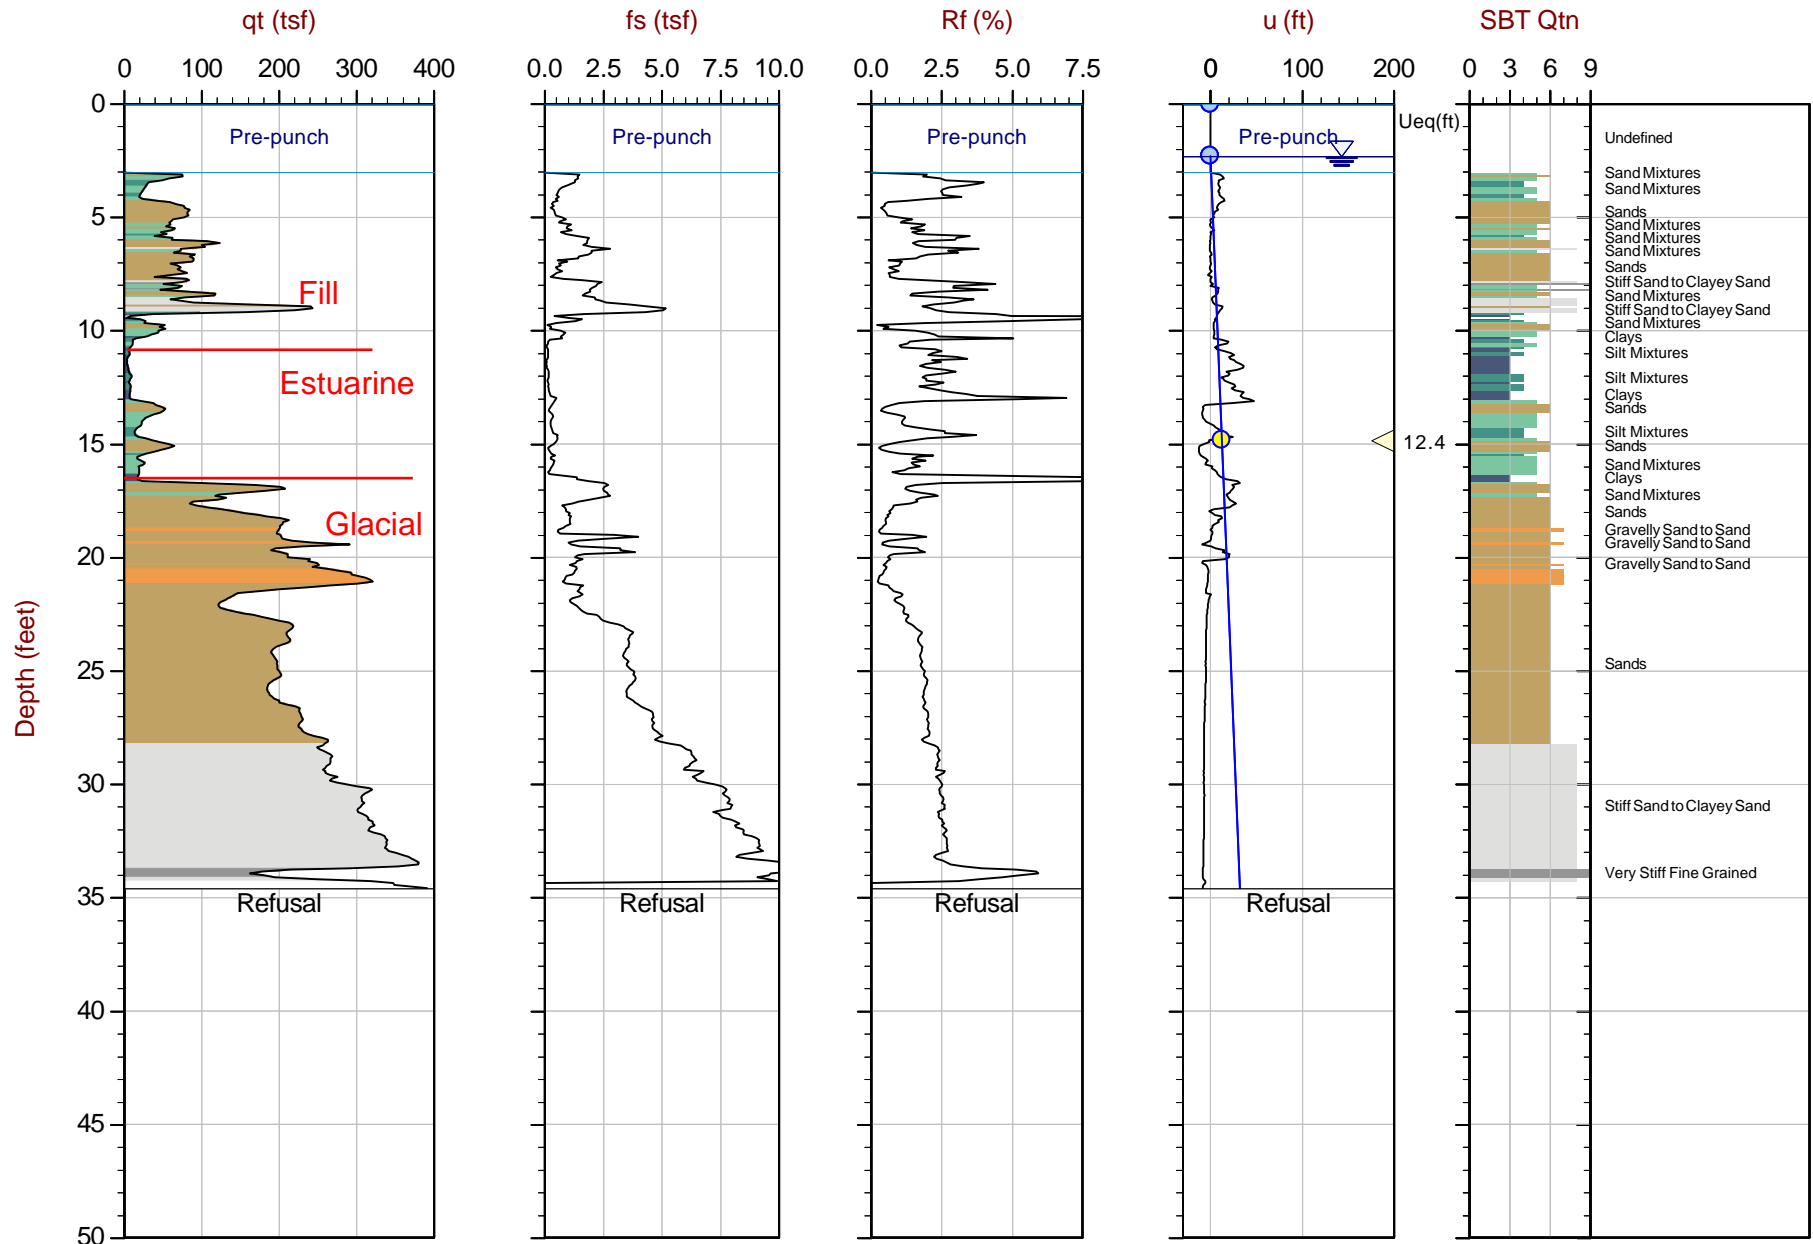 qt (tsf) fs (tsf) Rf (%) u (ft) SBT Qtn
0 100 200 300 400 0.0 2.5 5.0 7.5 10.0 0.0 2.5 5.0 7.5 0 100 200 0 3 6 9
0
Ueq(ft)
Pre-punch Pre-punch Pre-punch Pre-punch Undefined
Sand Mixtures
Sand Mixtures
Sands
5
Sand Mixtures
Sand Mixtures
Sand Mixtures
Sands
Stiff Sand to Clayey Sand
Fill
Sand Mixtures
Stiff Sand to Clayey Sand
Sand Mixtures
10
Clays
Silt Mixtures
Estuarine
Silt Mixtures
Clays
Sands
Silt Mixtures
15
12.4
Sands
Sand Mixtures
Clays
Sand Mixtures
Sands
Glacial
Gravelly Sand to Sand
Gravelly Sand to Sand
20
Gravelly Sand to Sand
Depth (feet)
25
Sands
30
Stiff Sand to Clayey Sand
Very Stiff Fine Grained
35
Refusal Refusal Refusal Refusal
40
45
50